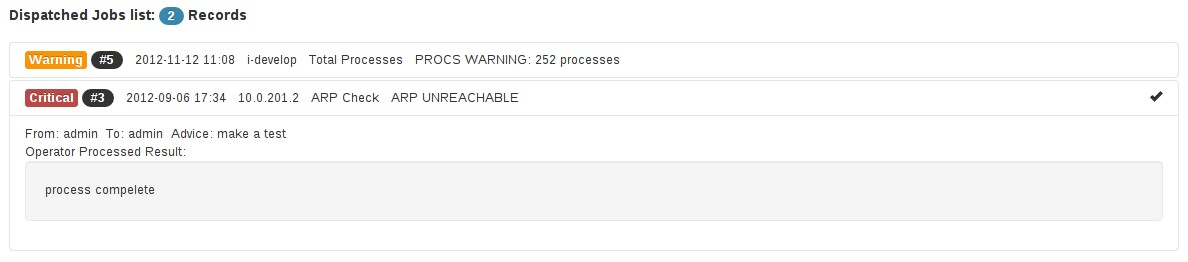 Dispatched Jobs list: 2 Records
Warning #5 2012-11-12 11:08 i-develop Total Processes PROCS WARNING: 252 processes
Critical #3 2012-09-06 17:34 10.0.201.2 ARP Check ARP UNREACHABLE
From: admin To: admin Advice: make a test
Operator Processed Result:
process compelete